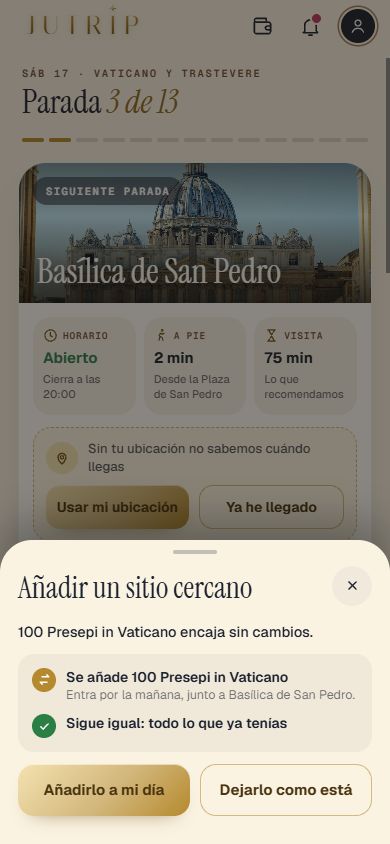 JUTRIP
SÁB 17 · VATICANO Y TRASTEVERE
Parada 3 de 13
SIGUIENTE PARADA
Basílica de San Pedro
HORARIO
Abierto
Cierra a las
20:00
A PIE
2 min
Desde la Plaza
de San Pedro
VISITA
75 min
Lo que
recomendamos
Sin tu ubicación no sabemos cuándo
llegas
Usar mi ubicación
Ya he llegado
Añadir un sitio cercano
100 Presepi in Vaticano encaja sin cambios.
Se añade 100 Presepi in Vaticano
Entra por la mañana, junto a Basílica de San Pedro.
Sigue igual: todo lo que ya tenías
Añadirlo a mi día
Dejarlo como está